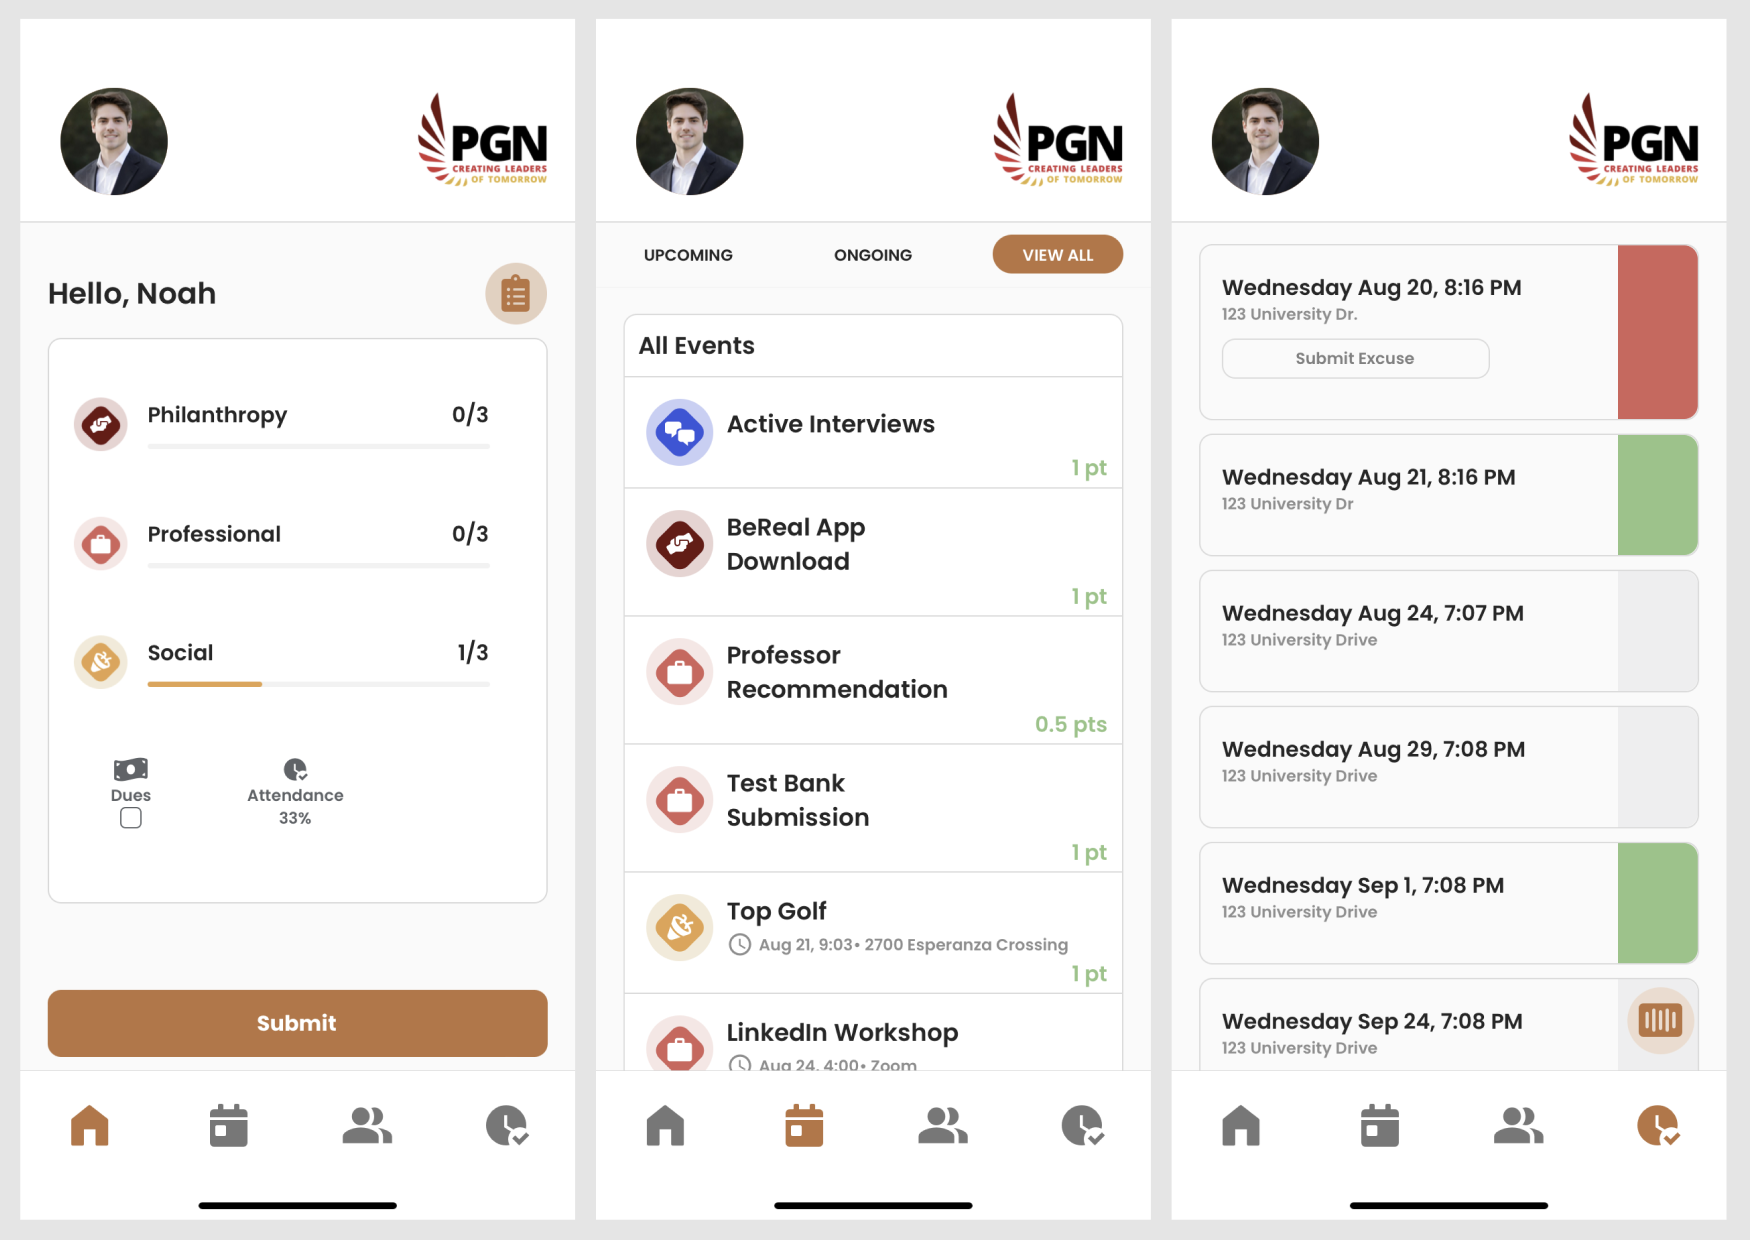 PGN
CREATING LEADERS
OF TOMORROW
Hello, Noah
Philanthropy 0/3
Professional 0/3
Social 1/3
Dues
Attendance
33%
Submit
PGN
CREATING LEADERS
OF TOMORROW
UPCOMING ONGOING VIEW ALL
All Events
Active Interviews
1 pt
BeReal App
Download
1 pt
Professor
Recommendation
0.5 pts
Test Bank
Submission
1 pt
Top Golf
Aug 21, 9:03• 2700 Esperanza Crossing
1 pt
LinkedIn Workshop
Aug 24, 4:00• Zoom
PGN
CREATING LEADERS
OF TOMORROW
Wednesday Aug 20, 8:16 PM
123 University Dr.
Submit Excuse
Wednesday Aug 21, 8:16 PM
123 University Dr
Wednesday Aug 24, 7:07 PM
123 University Drive
Wednesday Aug 29, 7:08 PM
123 University Drive
Wednesday Sep 1, 7:08 PM
123 University Drive
Wednesday Sep 24, 7:08 PM
123 University Drive